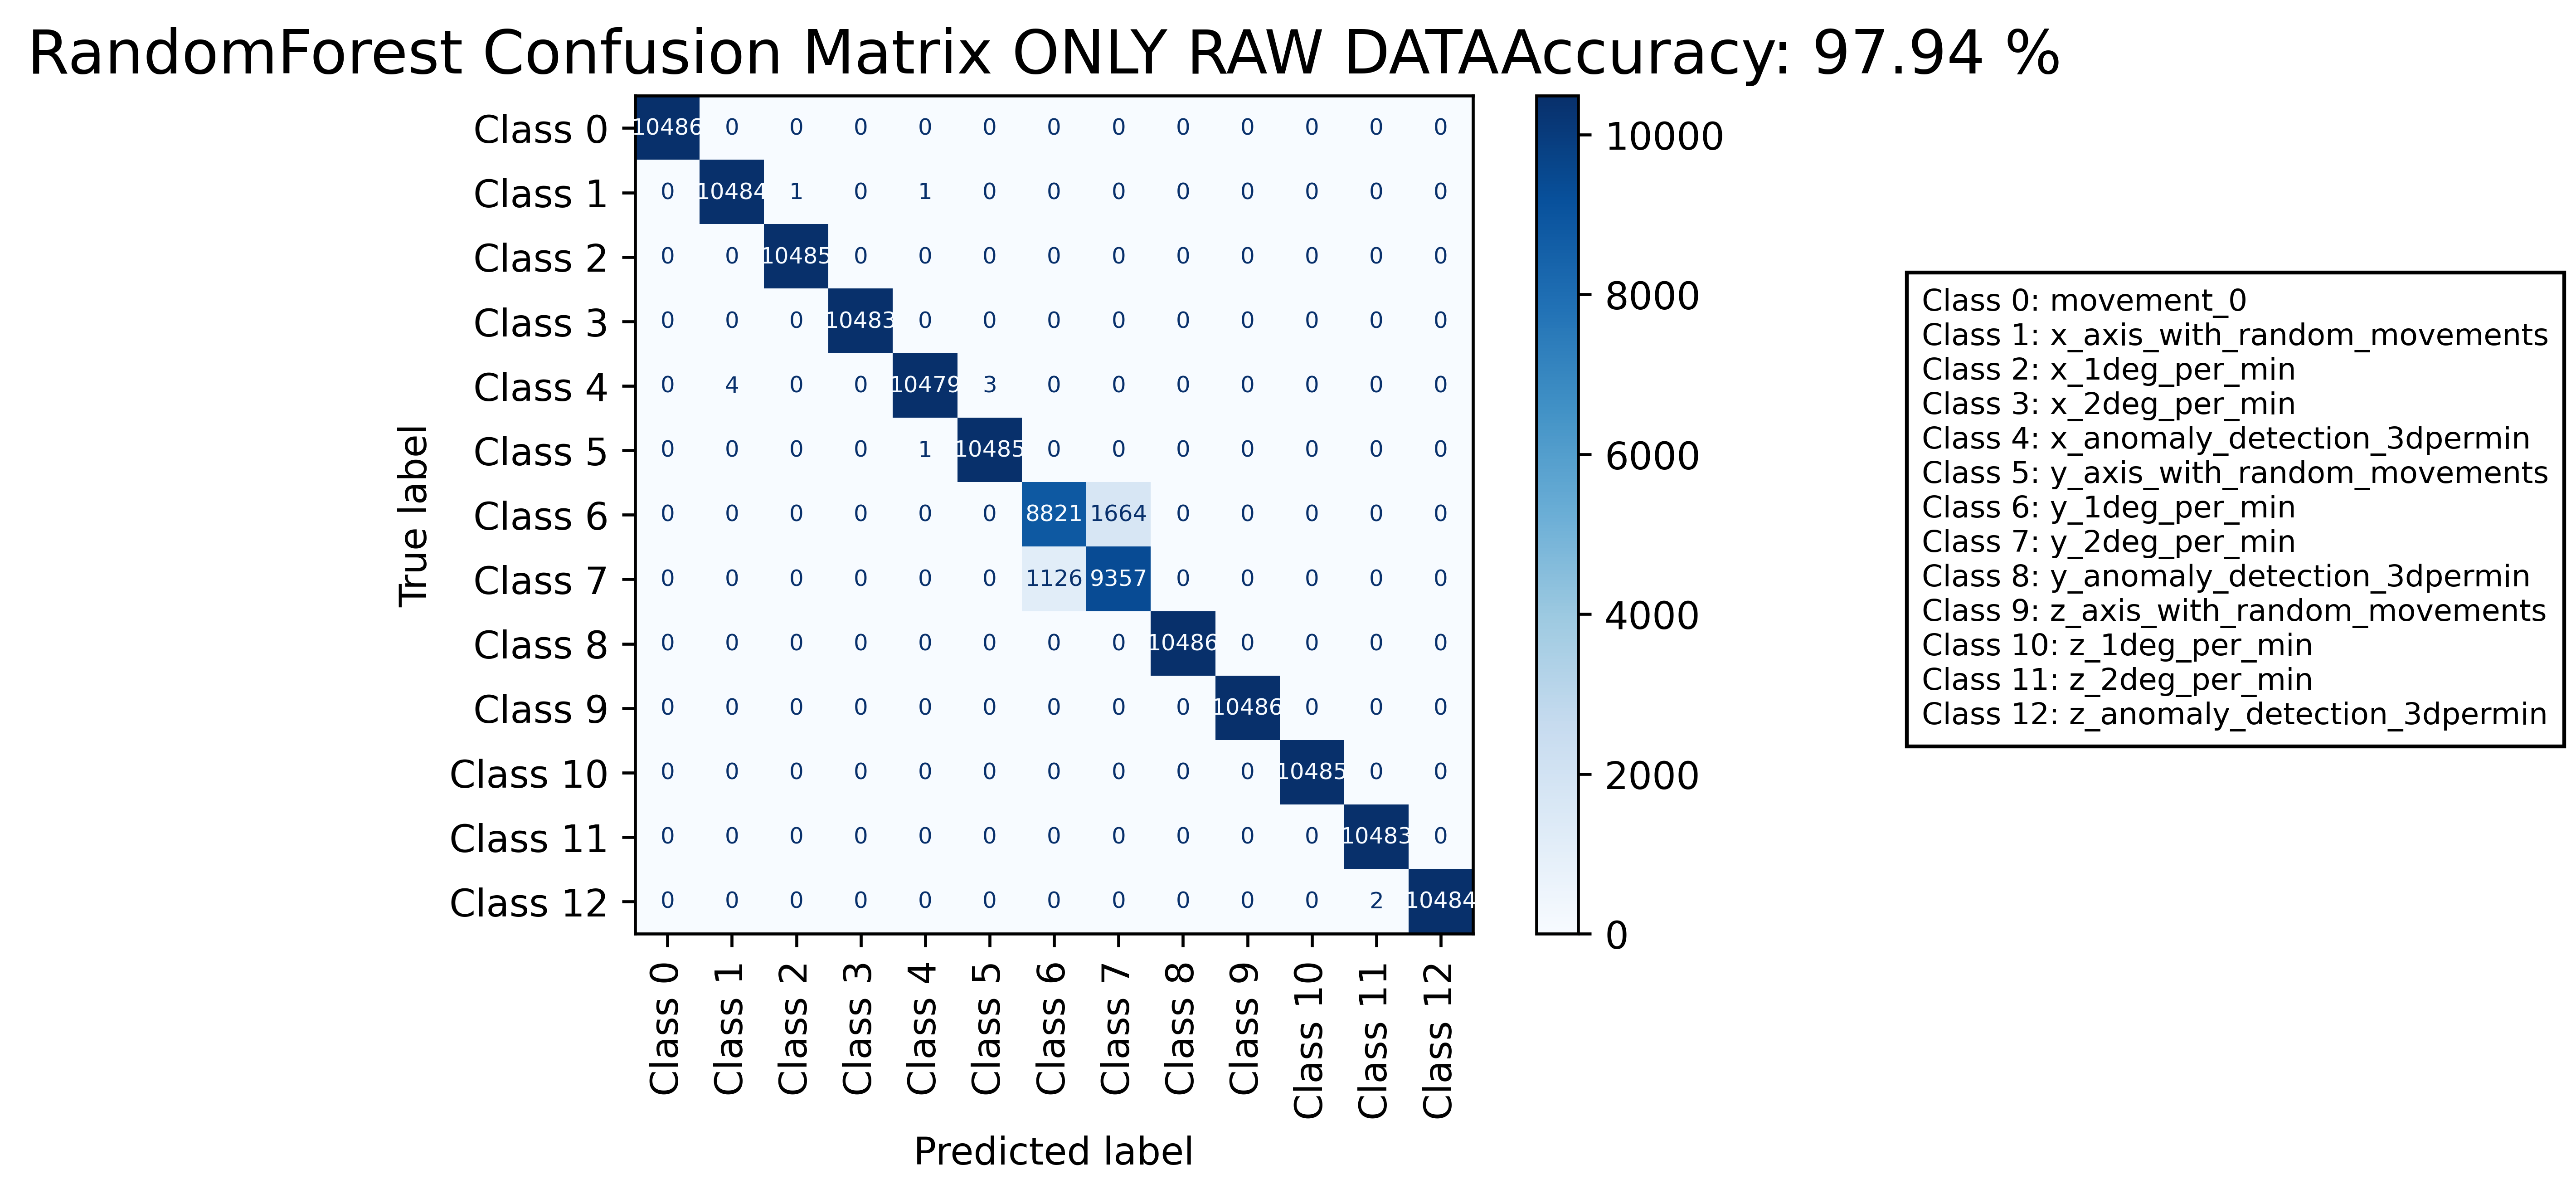 RandomForest Confusion Matrix ONLY RAW DATAAccuracy: 97.94 %
Class 0 10486 0 0 0 0 0 0 0 0 0 0 0 0
Class 1 0 10484 1 0 1 0 0 0 0 0 0 0 0
Class 2 0 0 10485 0 0 0 0 0 0 0 0 0 0
Class 3 0 0 0 10483 0 0 0 0 0 0 0 0 0
Class 4 0 4 0 0 10479 3 0 0 0 0 0 0 0
Class 5 0 0 0 0 1 10485 0 0 0 0 0 0 0
Class 6 0 0 0 0 0 0 8821 1664 0 0 0 0 0
Class 7 0 0 0 0 0 0 1126 9357 0 0 0 0 0
Class 8 0 0 0 0 0 0 0 0 10486 0 0 0 0
Class 9 0 0 0 0 0 0 0 0 0 10486 0 0 0
Class 10 0 0 0 0 0 0 0 0 0 0 10485 0 0
Class 11 0 0 0 0 0 0 0 0 0 0 0 10483 0
Class 12 0 0 0 0 0 0 0 0 0 0 0 2 10484
True label
Class 0
Class 1
Class 2
Class 3
Class 4
Class 5
Class 6
Class 7
Class 8
Class 9
Class 10
Class 11
Class 12
Predicted label
10000
8000
6000
4000
2000
0
Class 0: movement_0
Class 1: x_axis_with_random_movements
Class 2: x_1deg_per_min
Class 3: x_2deg_per_min
Class 4: x_anomaly_detection_3dpermin
Class 5: y_axis_with_random_movements
Class 6: y_1deg_per_min
Class 7: y_2deg_per_min
Class 8: y_anomaly_detection_3dpermin
Class 9: z_axis_with_random_movements
Class 10: z_1deg_per_min
Class 11: z_2deg_per_min
Class 12: z_anomaly_detection_3dpermin